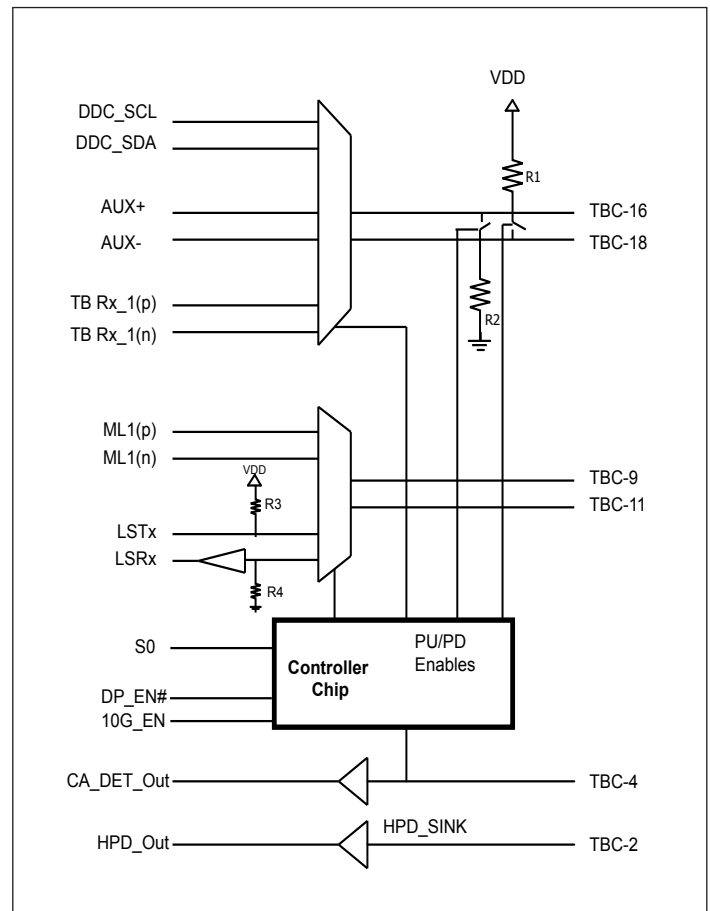 VDD
DDC_SCL
DDC_SDA
R1
AUX+
TBC-16
AUX-
TBC-18
TB Rx_1(p)
R2
TB Rx_1(n)
ML1(p)
ML1(n)
VDD
TBC-9
R3
TBC-11
LSTx
LSRx
R4
S0
PU/PD
Enables
Controller
Chip
DP_EN#
10G_EN
CA_DET_Out
TBC-4
HPD_SINK
HPD_Out
TBC-2